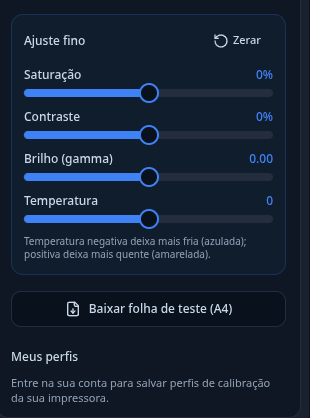 Ajuste fino
Zerar
Saturação
0%
Contraste
0%
Brilho (gamma)
0.00
Temperatura
0
Temperatura negativa deixa mais fria (azulada);
positiva deixa mais quente (amarelada).
Baixar folha de teste (A4)
Meus perfis
Entre na sua conta para salvar perfis de calibração
da sua impressora.